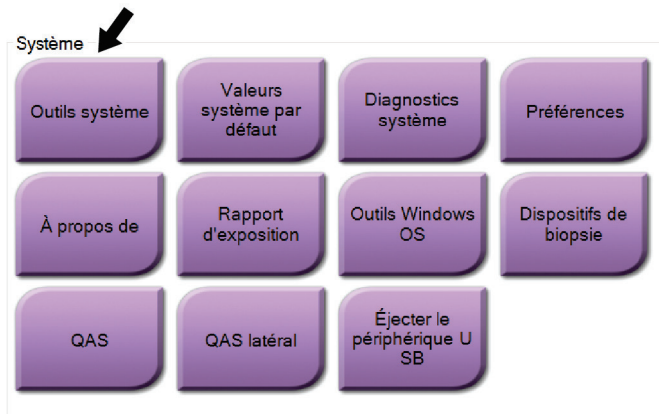 Système
Outils système
Valeurs
système par
défaut
Diagnostics
système
Préférences
À propos de
Rapport
d'exposition
Outils Windows
OS
Dispositifs de
biopsie
QAS
QAS latéral
Éjecter le
périphérique U
SB